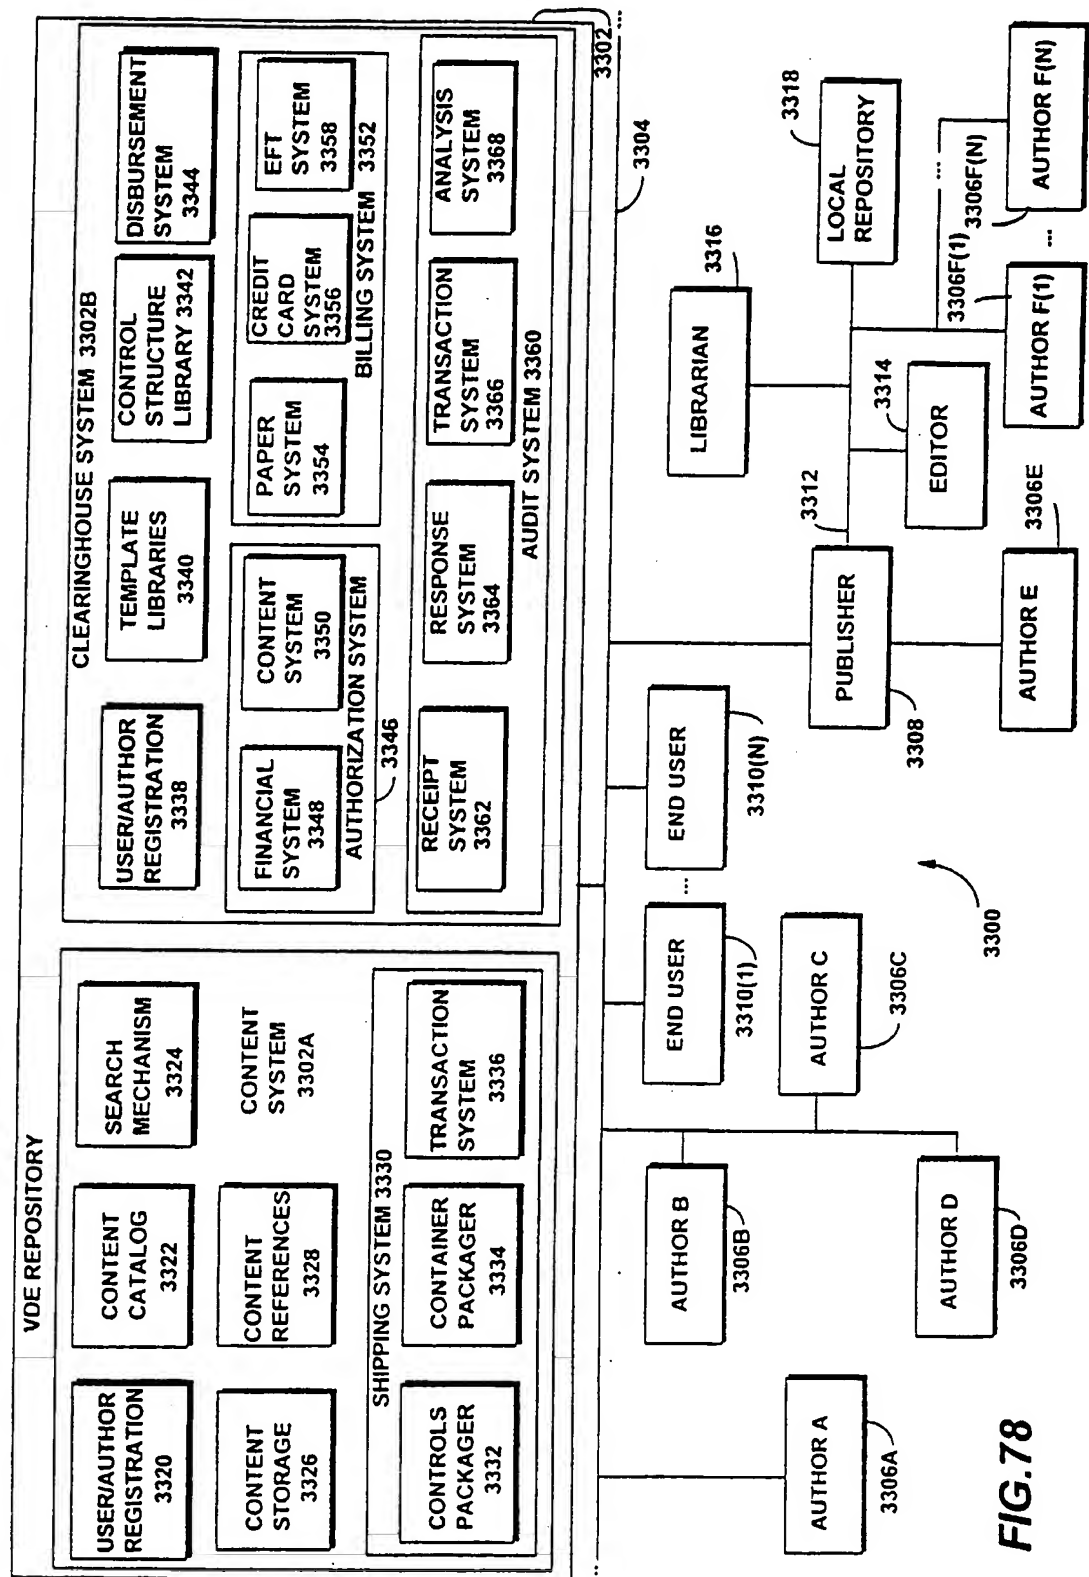 VDE REPOSITORY
USER/AUTHOR
REGISTRATION
3320
CONTENT
CATALOG
3322
SEARCH
MECHANISM
3324
CONTENT
STORAGE
3326
CONTENT
REFERENCES
3328
CONTENT
SYSTEM
3302A
SHIPPING SYSTEM 3330
CONTROLS
PACKAGER
3332
CONTAINER
PACKAGER
3334
TRANSACTION
SYSTEM
3336
CLEARINGHOUSE SYSTEM 3302B
USER/AUTHOR
REGISTRATION
3338
TEMPLATE
LIBRARIES
3340
CONTROL
STRUCTURE
LIBRARY 3342
DISBURSEMENT
SYSTEM
3344
FINANCIAL
SYSTEM
3348
CONTENT
SYSTEM
3350
AUTHORIZATION SYSTEM
3346
PAPER
SYSTEM
3354
CREDIT
CARD
SYSTEM
3356
EFT
SYSTEM
3358
BILLING SYSTEM 3352
RECEIPT
SYSTEM
3362
RESPONSE
SYSTEM
3364
TRANSACTION
SYSTEM
3366
ANALYSIS
SYSTEM
3368
AUDIT SYSTEM 3360
3302
...
...
3304
AUTHOR A
3306A
AUTHOR B
3306B
AUTHOR C
3306C
AUTHOR D
3306D
END USER
3310(1)
...
END USER
3310(N)
3300
PUBLISHER
3308
3312
AUTHOR E
3306E
LIBRARIAN
3316
EDITOR
3314
LOCAL
REPOSITORY
3318
3306F(1)
AUTHOR F(1)
...
...
3306F(N)
AUTHOR F(N)
FIG.78